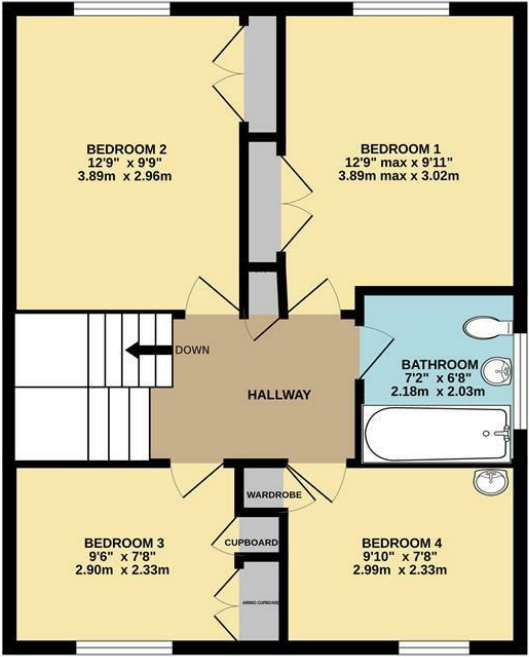 BEDROOM 2
12'9" x 9'9"
3.89m x 2.96m
BEDROOM 1
12'9" max x 9'11"
3.89m max x 3.02m
DOWN
HALLWAY
BATHROOM
7'2" x 6'8"
2.18m x 2.03m
WARDROBE
CUPBOARD
BEDROOM 3
9'6" x 7'8"
2.90m x 2.33m
BEDROOM 4
9'10" x 7'8"
2.99m x 2.33m
AIRING CUPBOARD